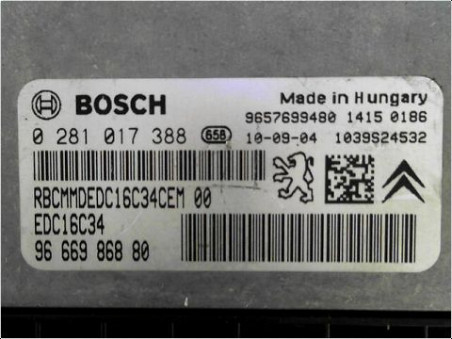 BOSCH Made in Hungary
9657699480 1415 0186
0 281 017 388 658 10-09-04 1039S24532
RBCMMDEDC16C34CEM 00
EDC16C34
96 669 868 80